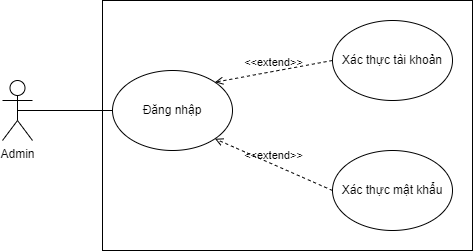 Xác thực tài khoản
<<extend>>
Đăng nhập
Admin
<<extend>>
Xác thực mật khẩu